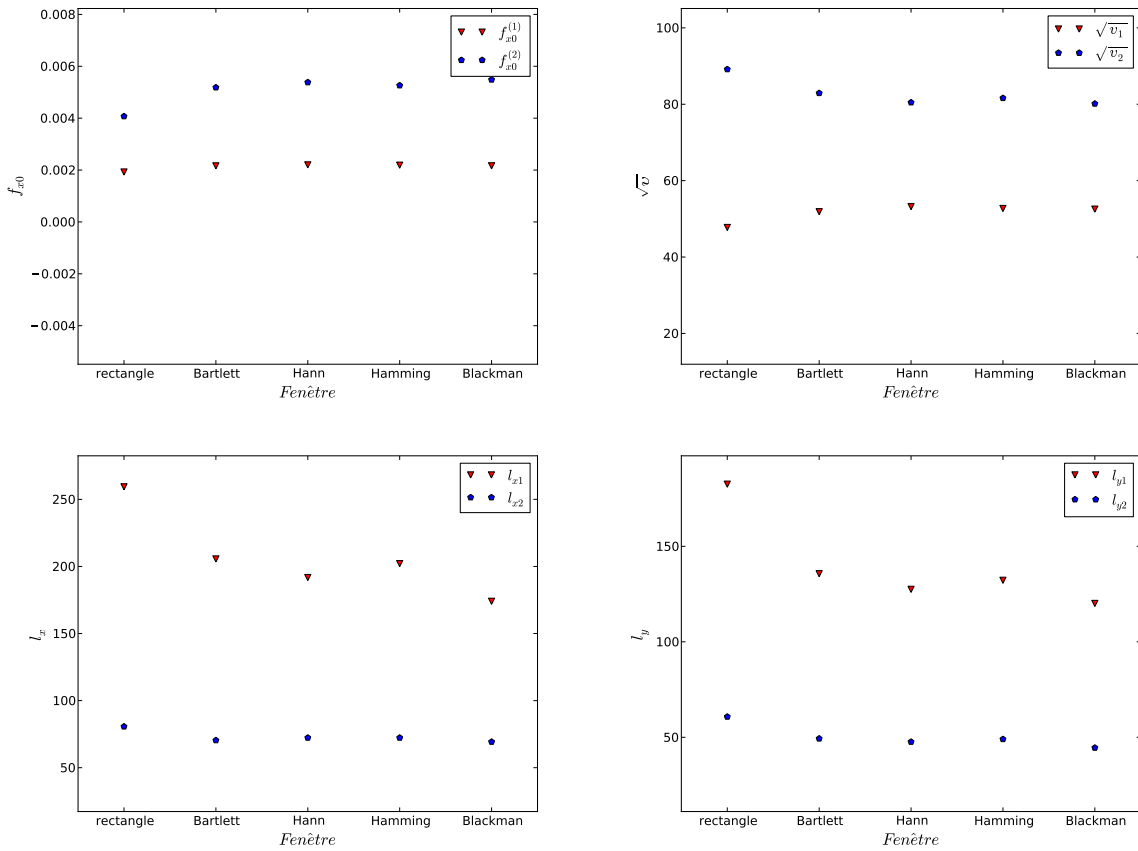 0.008
0.006
0.004
0.002
0.000
−0.002
−0.004
f_{x0}
f_{x0}^{(1)}
f_{x0}^{(2)}
rectangle Bartlett Hann Hamming Blackman
Fenêtre
100
80
60
40
20
√v
√v_1
√v_2
rectangle Bartlett Hann Hamming Blackman
Fenêtre
250
200
150
100
50
l_x
l_{x1}
l_{x2}
rectangle Bartlett Hann Hamming Blackman
Fenêtre
150
100
50
l_y
l_{y1}
l_{y2}
rectangle Bartlett Hann Hamming Blackman
Fenêtre